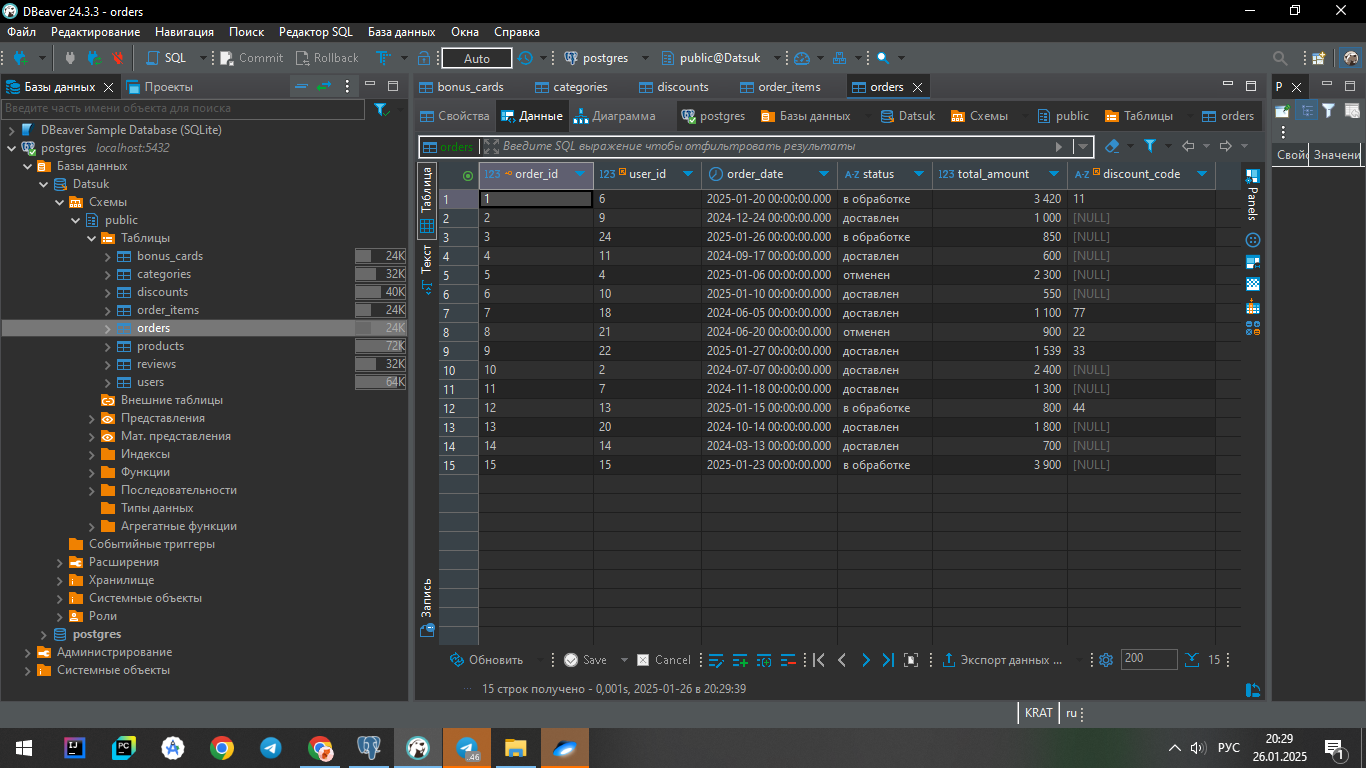 DBeaver 24.3.3 - orders
Файл Редактирование Навигация Поиск Редактор SQL База данных Окна Справка
SQL Commit Rollback Auto postgres public@Datsuk
Базы данных Проекты
Введите часть имени объекта для поиска
DBeaver Sample Database (SQLite)
postgres localhost:5432
Базы данных
Datsuk
Схемы
public
Таблицы
bonus_cards 24K
categories 32K
discounts 40K
order_items 24K
orders 24K
products 72K
reviews 32K
users 64K
Внешние таблицы
Представления
Мат. представления
Индексы
Функции
Последовательности
Типы данных
Агрегатные функции
Событийные триггеры
Расширения
Хранилище
Системные объекты
Роли
postgres
Администрирование
Системные объекты
bonus_cards categories discounts order_items orders
Свойства Данные Диаграмма postgres Базы данных Datsuk Схемы public Таблицы orders
orders Введите SQL выражение чтобы отфильтровать результаты
Таблица
Текст
Запись
123 order_id 123 user_id order_date A-Z status 123 total_amount A-Z discount_code
1 1 6 2025-01-20 00:00:00.000 в обработке 3 420 11
2 2 9 2024-12-24 00:00:00.000 доставлен 1 000 [NULL]
3 3 24 2025-01-26 00:00:00.000 в обработке 850 [NULL]
4 4 11 2024-09-17 00:00:00.000 доставлен 600 [NULL]
5 5 4 2025-01-06 00:00:00.000 отменен 2 300 [NULL]
6 6 10 2025-01-10 00:00:00.000 доставлен 550 [NULL]
7 7 18 2024-06-05 00:00:00.000 доставлен 1 100 77
8 8 21 2024-06-20 00:00:00.000 отменен 900 22
9 9 22 2025-01-27 00:00:00.000 доставлен 1 539 33
10 10 2 2024-07-07 00:00:00.000 доставлен 2 400 [NULL]
11 11 7 2024-11-18 00:00:00.000 доставлен 1 300 [NULL]
12 12 13 2025-01-15 00:00:00.000 в обработке 800 44
13 13 20 2024-10-14 00:00:00.000 доставлен 1 800 [NULL]
14 14 14 2024-03-13 00:00:00.000 доставлен 700 [NULL]
15 15 15 2025-01-23 00:00:00.000 в обработке 3 900 [NULL]
Panels
Р
Свойс Значени
Обновить Save Cancel Экспорт данных ... 200 15
15 строк получено - 0,001s, 2025-01-26 в 20:29:39
KRAT ru
IJ PC ..46 РУС 20:29
26.01.2025
1